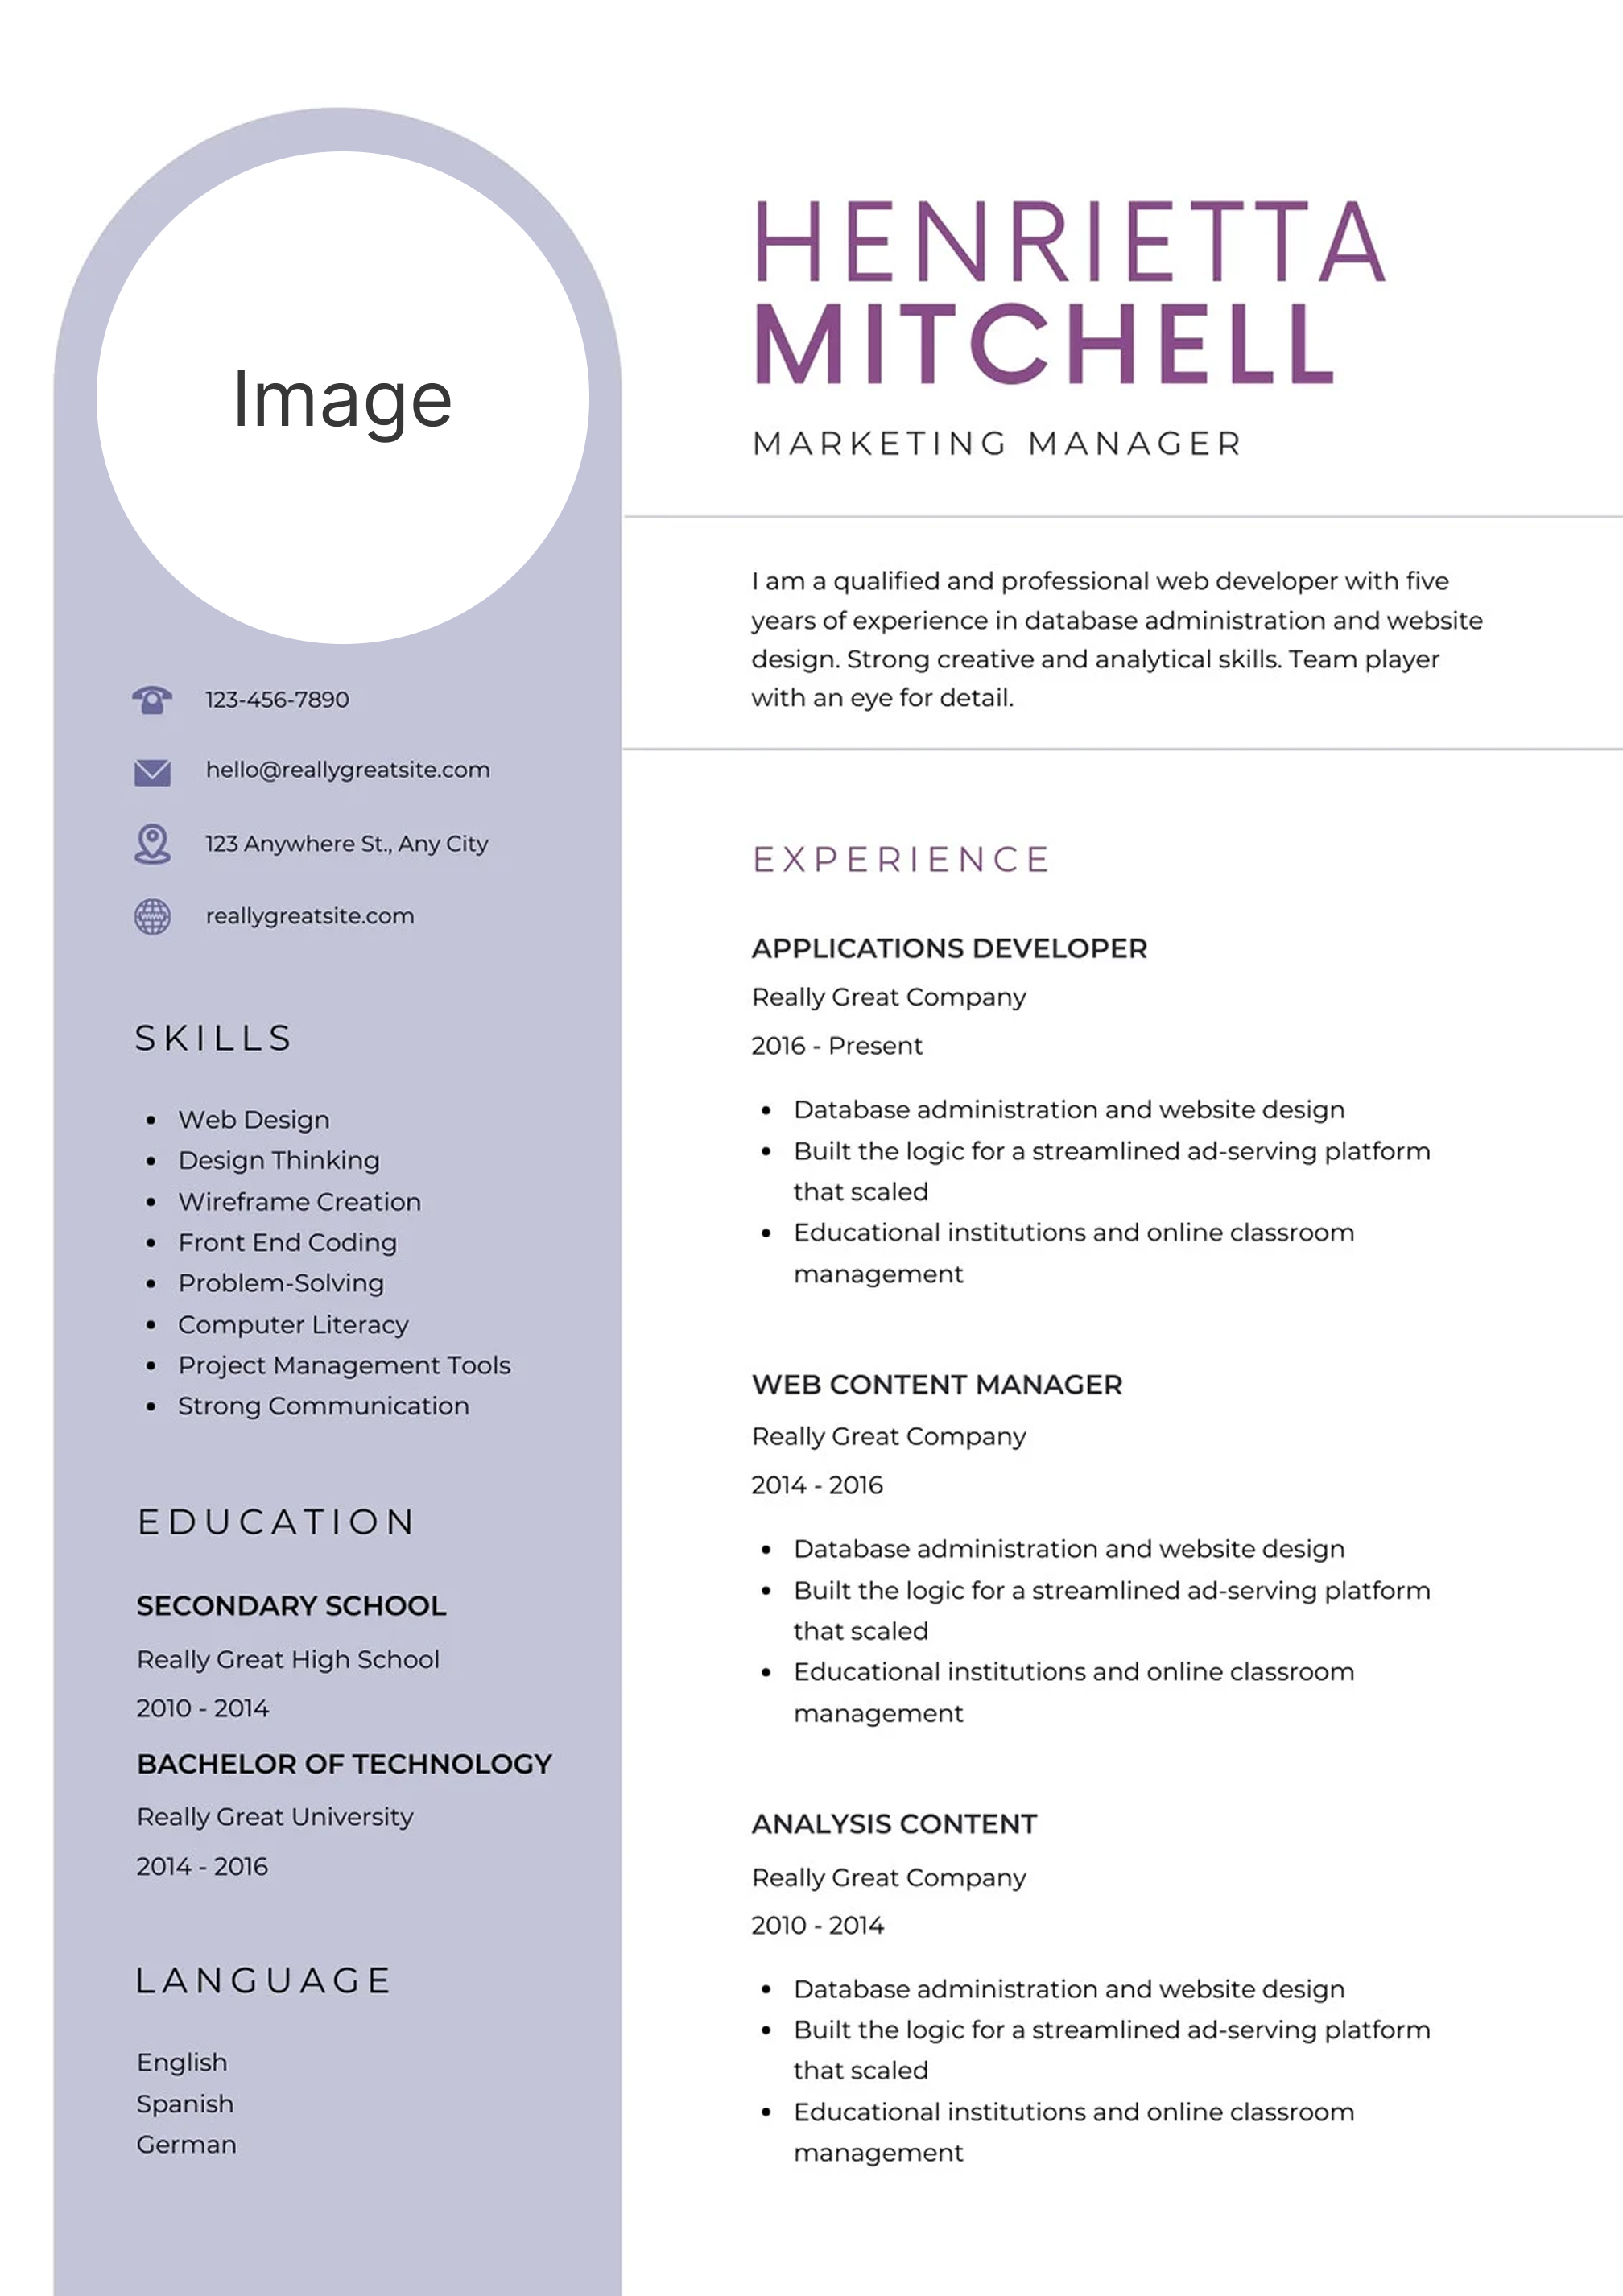 Image
123-456-7890
hello@reallygreatsite.com
123 Anywhere St., Any City
www
reallygreatsite.com
SKILLS
• Web Design
• Design Thinking
• Wireframe Creation
• Front End Coding
• Problem-Solving
• Computer Literacy
• Project Management Tools
• Strong Communication
EDUCATION
SECONDARY SCHOOL
Really Great High School
2010 - 2014
BACHELOR OF TECHNOLOGY
Really Great University
2014 - 2016
LANGUAGE
English
Spanish
German
HENRIETTA
MITCHELL
MARKETING MANAGER
I am a qualified and professional web developer with five
years of experience in database administration and website
design. Strong creative and analytical skills. Team player
with an eye for detail.
EXPERIENCE
APPLICATIONS DEVELOPER
Really Great Company
2016 - Present
• Database administration and website design
• Built the logic for a streamlined ad-serving platform
that scaled
• Educational institutions and online classroom
management
WEB CONTENT MANAGER
Really Great Company
2014 - 2016
• Database administration and website design
• Built the logic for a streamlined ad-serving platform
that scaled
• Educational institutions and online classroom
management
ANALYSIS CONTENT
Really Great Company
2010 - 2014
• Database administration and website design
• Built the logic for a streamlined ad-serving platform
that scaled
• Educational institutions and online classroom
management